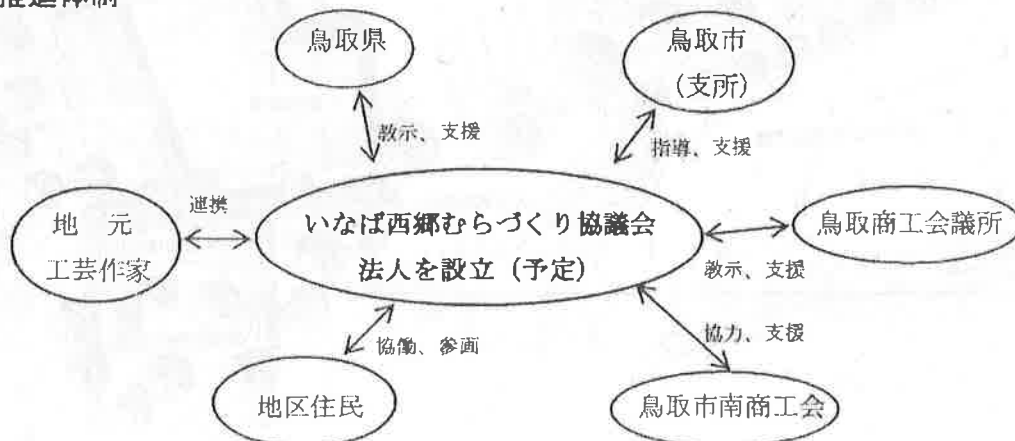 推進体制
鳥取県
鳥取市
(支所)
教示、支援
指導、支援
地 元
工芸作家
連携
いなば西郷むらづくり協議会
法人を設立(予定)
鳥取商工会議所
教示、支援
協働、参画
協力、支援
地区住民
鳥取市南商工会